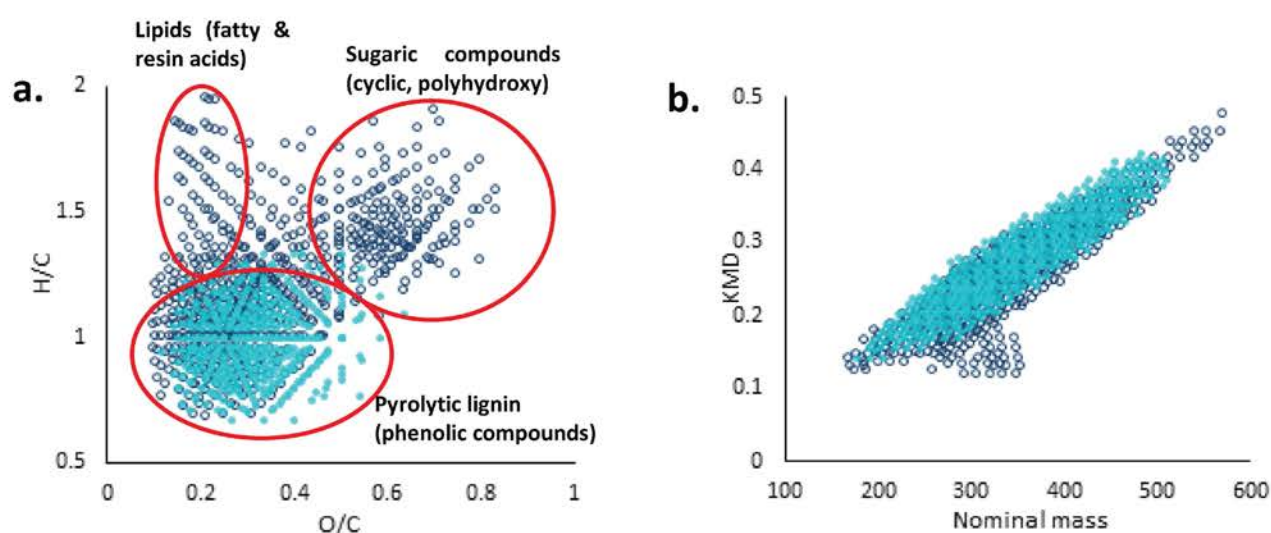 a.
Lipids (fatty &
resin acids)
Sugaric compounds
(cyclic, polyhydroxy)
Pyrolytic lignin
(phenolic compounds)
2
1.5
1
0.5
H/C
0
0.2
0.4
0.6
0.8
1
O/C
b.
0.5
0.4
0.3
0.2
0.1
0
KMD
100
200
300
400
500
600
Nominal mass